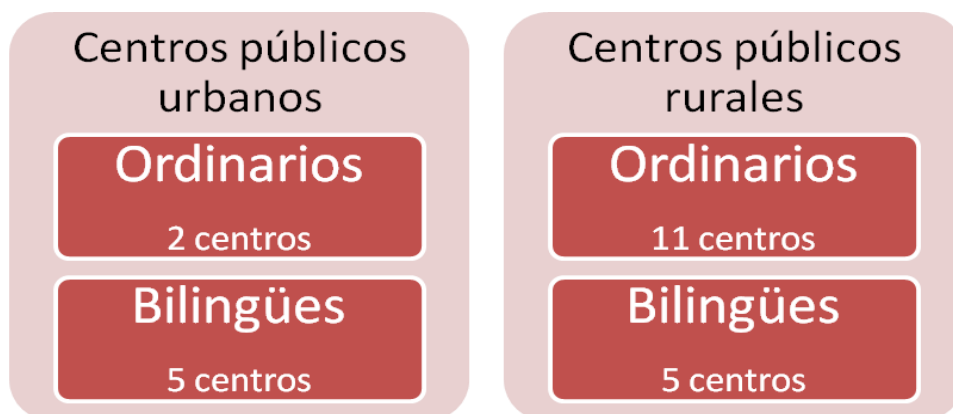 Centros públicos
urbanos
Ordinarios
2 centros
Bilingües
5 centros
Centros públicos
rurales
Ordinarios
11 centros
Bilingües
5 centros